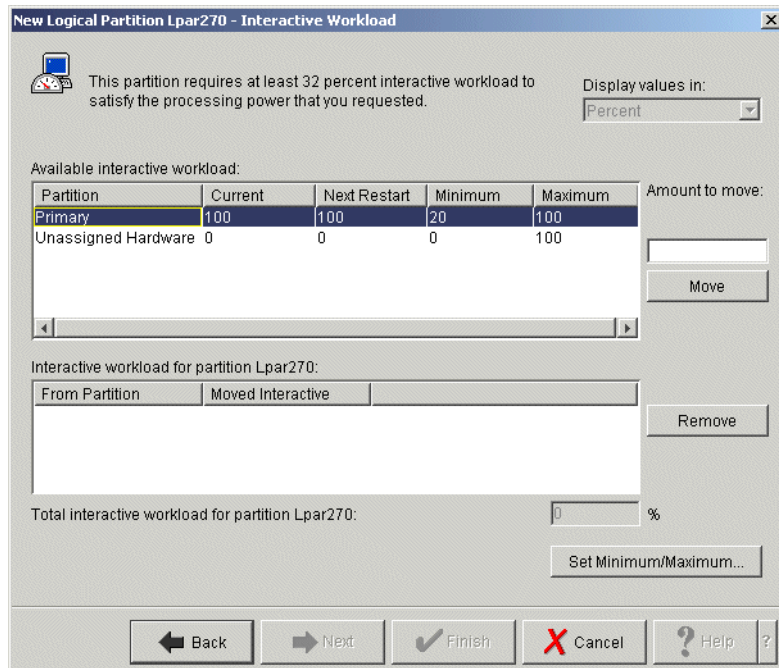 New Logical Partition Lpar270 - Interactive Workload
This partition requires at least 32 percent interactive workload to
satisfy the processing power that you requested.
Display values in:
Percent
Available interactive workload:
Partition Current Next Restart Minimum Maximum
Primary 100 100 20 100
Unassigned Hardware 0 0 0 100
Amount to move:
Move
Interactive workload for partition Lpar270:
From Partition Moved Interactive
Remove
Total interactive workload for partition Lpar270: 0 %
Set Minimum/Maximum...
Back Next Finish Cancel ? Help ?